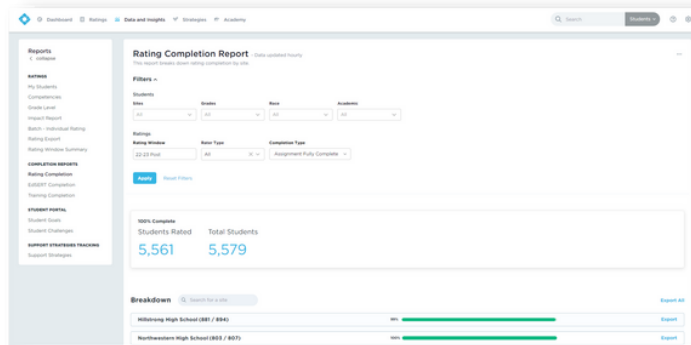 Dashboard Ratings Data and Insights Strategies Academy Search Students
Reports
collapse
RATINGS
My Students
Competencies
Grade Level
Impact Report
Batch - Individual Rating
Rating Export
Rating Window Summary
COMPLETION REPORTS
Rating Completion
EdSERT Completion
Training Completion
STUDENT PORTAL
Student Goals
Student Challenges
SUPPORT STRATEGIES TRACKING
Support Strategies
Rating Completion Report - Data updated hourly
This report breaks down rating completion by site.
Filters
Students
Sites Grades Race Academic
All All All All
Ratings
Rating Window Rater Type Completion Type
22-23 Post All Assignment Fully Complete
Apply Reset Filters
100% Complete
Students Rated Total Students
5,561 5,579
Breakdown Search for a site Export All
Hillstrong High School (881 / 894) 98% Export
Northwestern High School (603 / 607) 100% Export